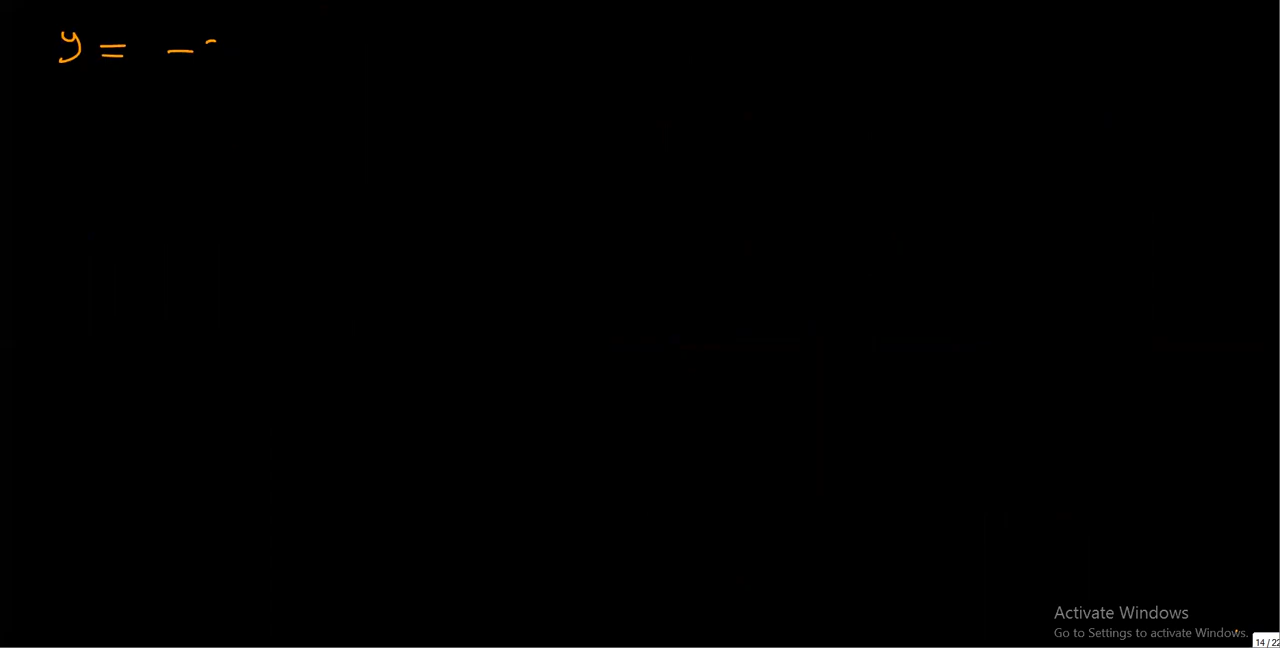 y = -
Activate Windows
Go to Settings to activate Windows.
14 / 22